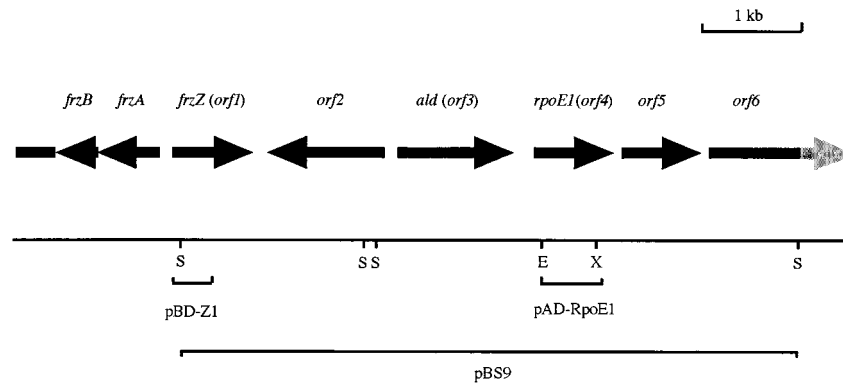 1 kb
frzB frzA frzZ (orf1) orf2 ald (orf3) rpoE1 (orf4) orf5 orf6
S S S E X S
pBD-Z1 pAD-RpoE1
pBS9